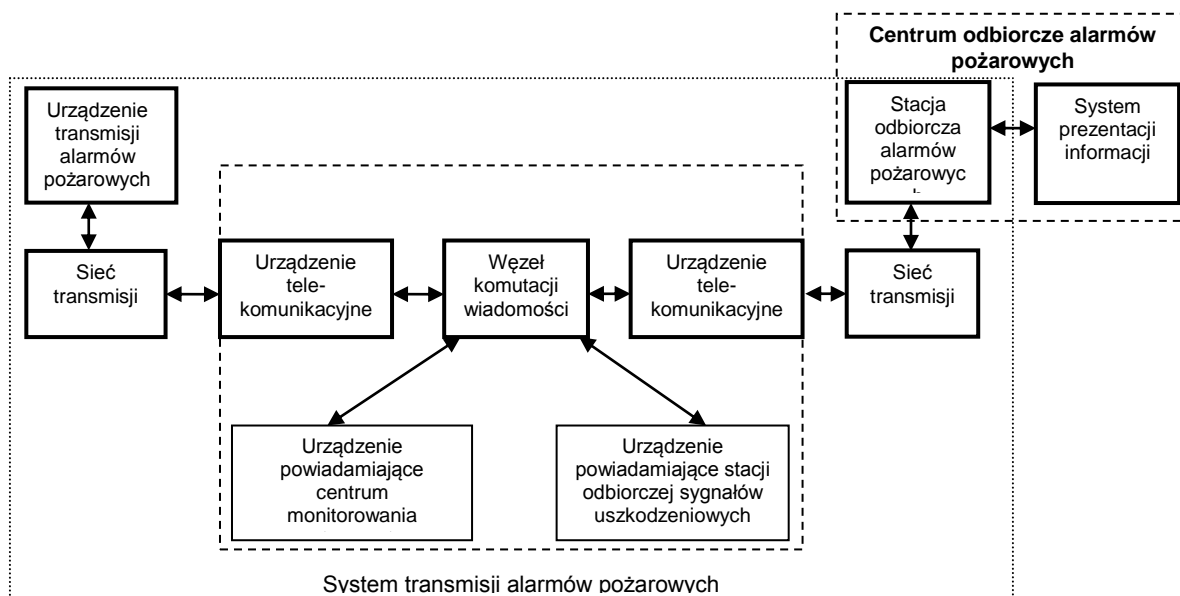 Centrum odbiorcze alarmów
pożarowych
Urządzenie
transmisji
alarmów
pożarowych
Stacja
odbiorcza
alarmów
pożarowyc
System
prezentacji
informacji
Sieć
transmisji
Urządzenie
tele-
komunikacyjne
Węzeł
komutacji
wiadomości
Urządzenie
tele-
komunikacyjne
Sieć
transmisji
Urządzenie
powiadamiające
centrum
monitorowania
Urządzenie
powiadamiające stacji
odbiorczej sygnałów
uszkodzeniowych
System transmisji alarmów pożarowych